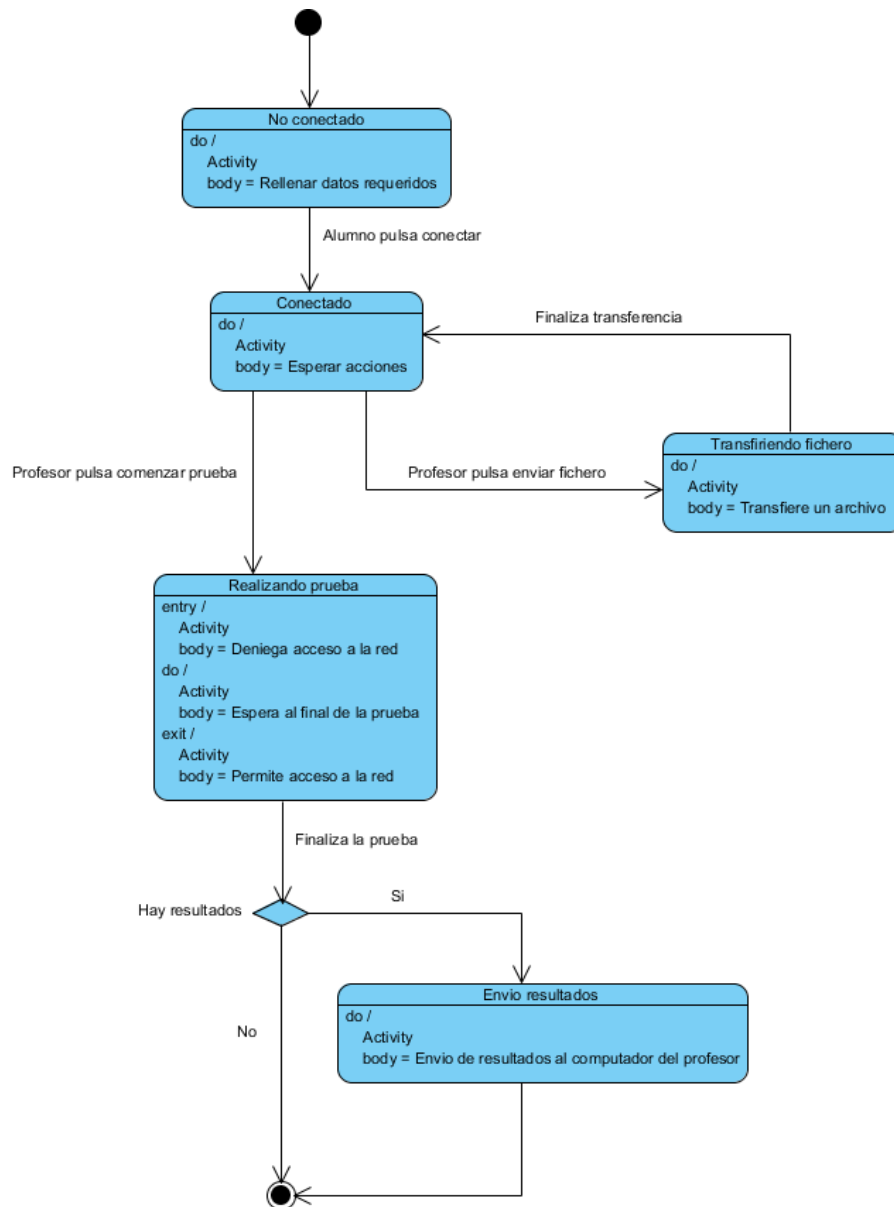 No conectado
do /
Activity
body = Rellenar datos requeridos
Alumno pulsa conectar
Conectado
do /
Activity
body = Esperar acciones
Finaliza transferencia
Profesor pulsa comenzar prueba
Profesor pulsa enviar fichero
Transfiriendo fichero
do /
Activity
body = Transfiere un archivo
Realizando prueba
entry /
Activity
body = Deniega acceso a la red
do /
Activity
body = Espera al final de la prueba
exit /
Activity
body = Permite acceso a la red
Finaliza la prueba
Hay resultados
Si
No
Envio resultados
do /
Activity
body = Envio de resultados al computador del profesor